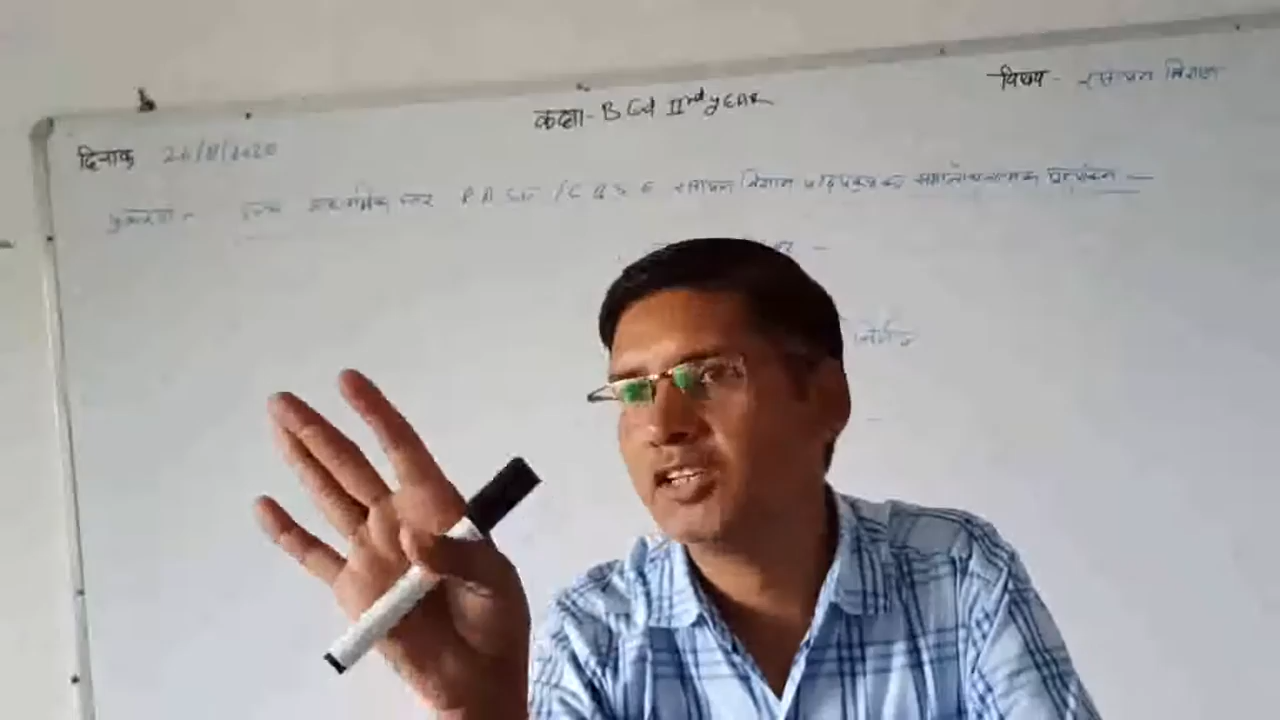 कक्षा- B Ed IInd year
विषय - रसायन विज्ञान
दिनांक 26/8/2020
प्रकरण - उच्च माध्यमिक स्तर RBSE / CBSE रसायन विज्ञान पाठ्यक्रम का समालोचनात्मक मूल्यांकन —